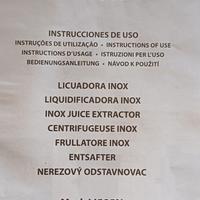 INSTRUCCIONES DE USO
INSTRUÇÕES DE UTILIZAÇÃO • INSTRUCTIONS OF USE
INSTRUCTIONS D'USAGE • ISTRUZIONI PER L'USO
BEDIENUNGSANLEITUNG • NÁVOD K POUŽITÍ
LICUADORA INOX
LIQUIDIFICADORA INOX
INOX JUICE EXTRACTOR
CENTRIFUGEUSE INOX
FRULLATORE INOX
ENTSAFTER
NEREZOVÝ ODSTAVNOVAC